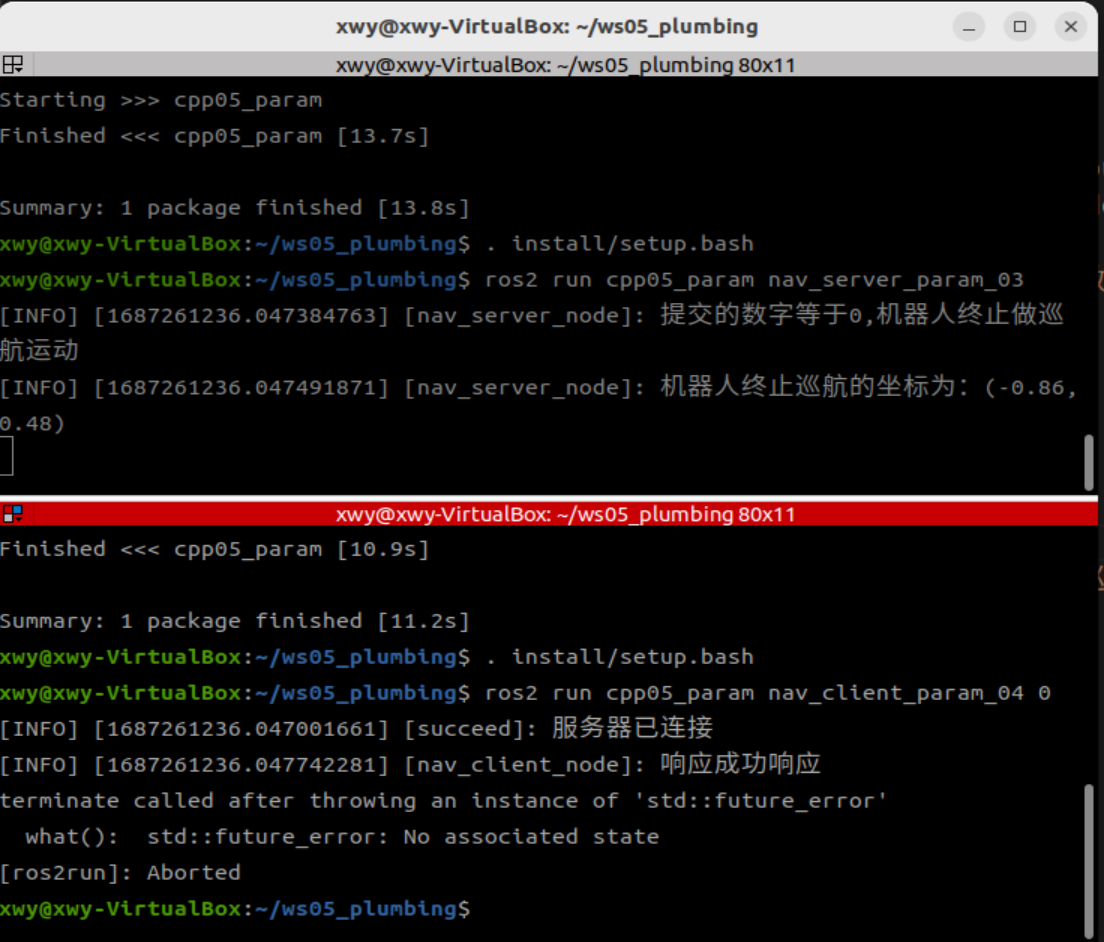 xwy@xwy-VirtualBox: ~/ws05_plumbing
xwy@xwy-VirtualBox: ~/ws05_plumbing 80x11
Starting >>> cpp05_param
Finished <<< cpp05_param [13.7s]
Summary: 1 package finished [13.8s]
xwy@xwy-VirtualBox:~/ws05_plumbing$ . install/setup.bash
xwy@xwy-VirtualBox:~/ws05_plumbing$ ros2 run cpp05_param nav_server_param_03
[INFO] [1687261236.047384763] [nav_server_node]: 提交的数字等于0,机器人终止做巡
航运动
[INFO] [1687261236.047491871] [nav_server_node]: 机器人终止巡航的坐标为：(-0.86,
0.48)
xwy@xwy-VirtualBox: ~/ws05_plumbing 80x11
Finished <<< cpp05_param [10.9s]
Summary: 1 package finished [11.2s]
xwy@xwy-VirtualBox:~/ws05_plumbing$ . install/setup.bash
xwy@xwy-VirtualBox:~/ws05_plumbing$ ros2 run cpp05_param nav_client_param_04 0
[INFO] [1687261236.047001661] [succeed]: 服务器已连接
[INFO] [1687261236.047742281] [nav_client_node]: 响应成功响应
terminate called after throwing an instance of 'std::future_error'
  what():  std::future_error: No associated state
[ros2run]: Aborted
xwy@xwy-VirtualBox:~/ws05_plumbing$